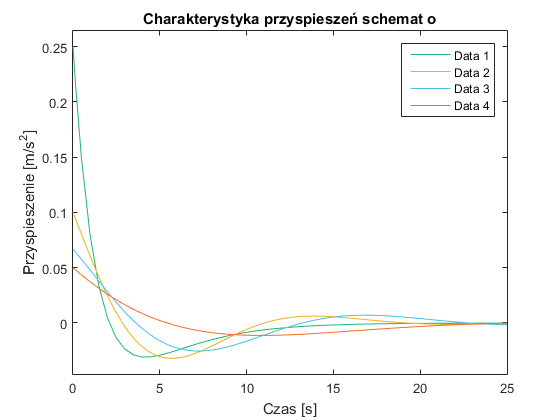 Charakterystyka przyspieszeń schemat o
0.25
0.2
0.15
0.1
0.05
0
Przyspieszenie [m/s²]
Data 1
Data 2
Data 3
Data 4
0 5 10 15 20 25
Czas [s]